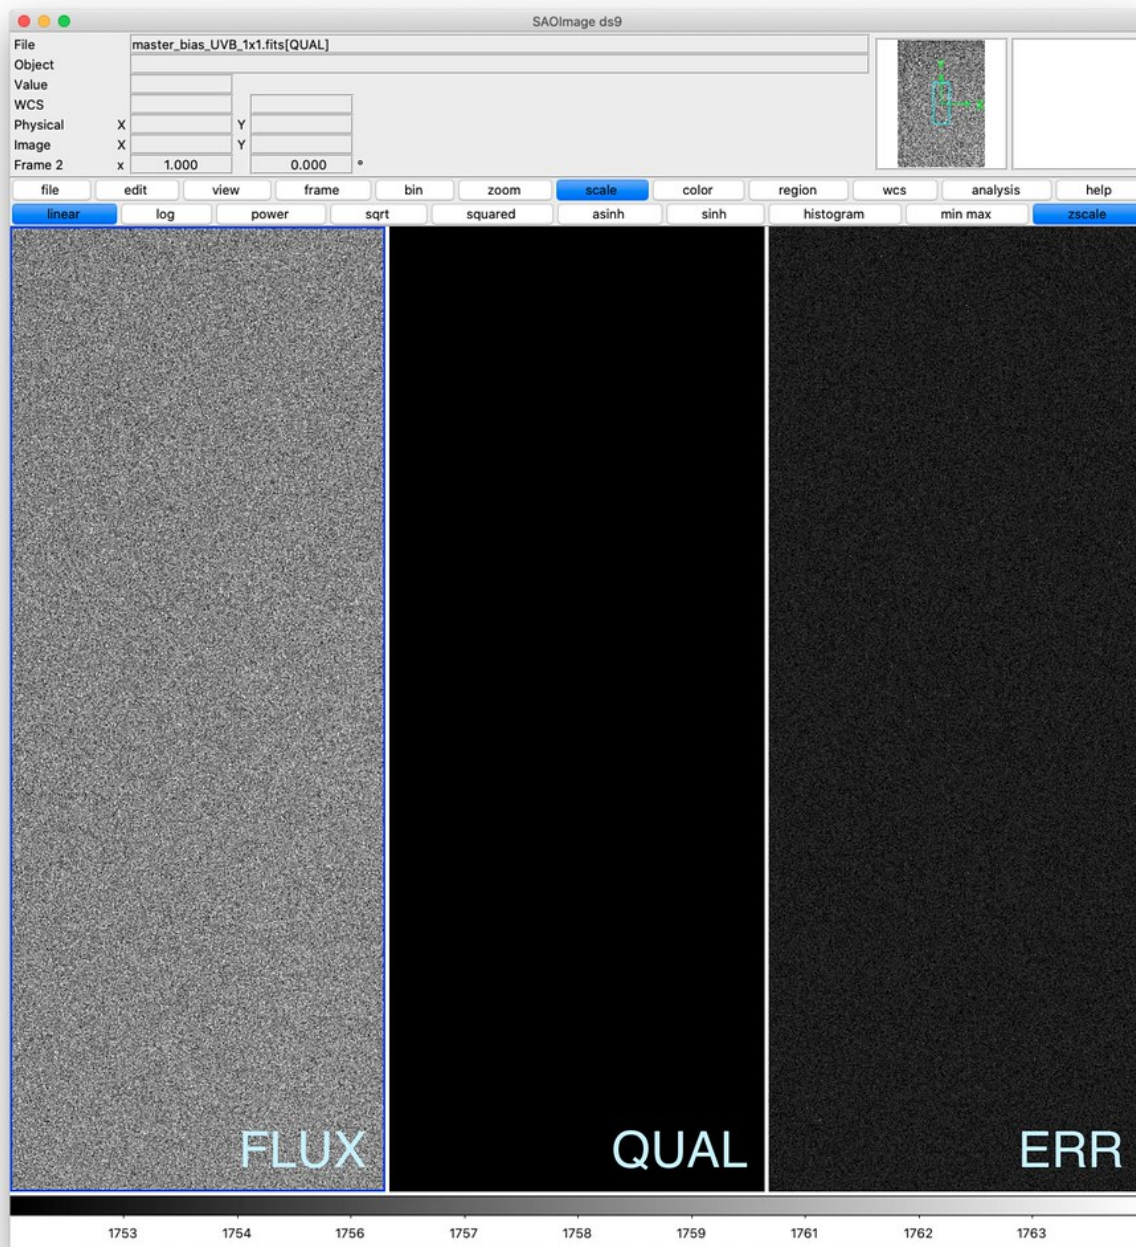 SAOImage ds9
File master_bias_UVB_1x1.fits[QUAL]
Object
Value
WCS
Physical X Y
Image X Y
Frame 2 x 1.000 0.000 °
file edit view frame bin zoom scale color region wcs analysis help
linear log power sqrt squared asinh sinh histogram min max zscale
FLUX QUAL ERR
1753 1754 1756 1757 1758 1759 1761 1762 1763